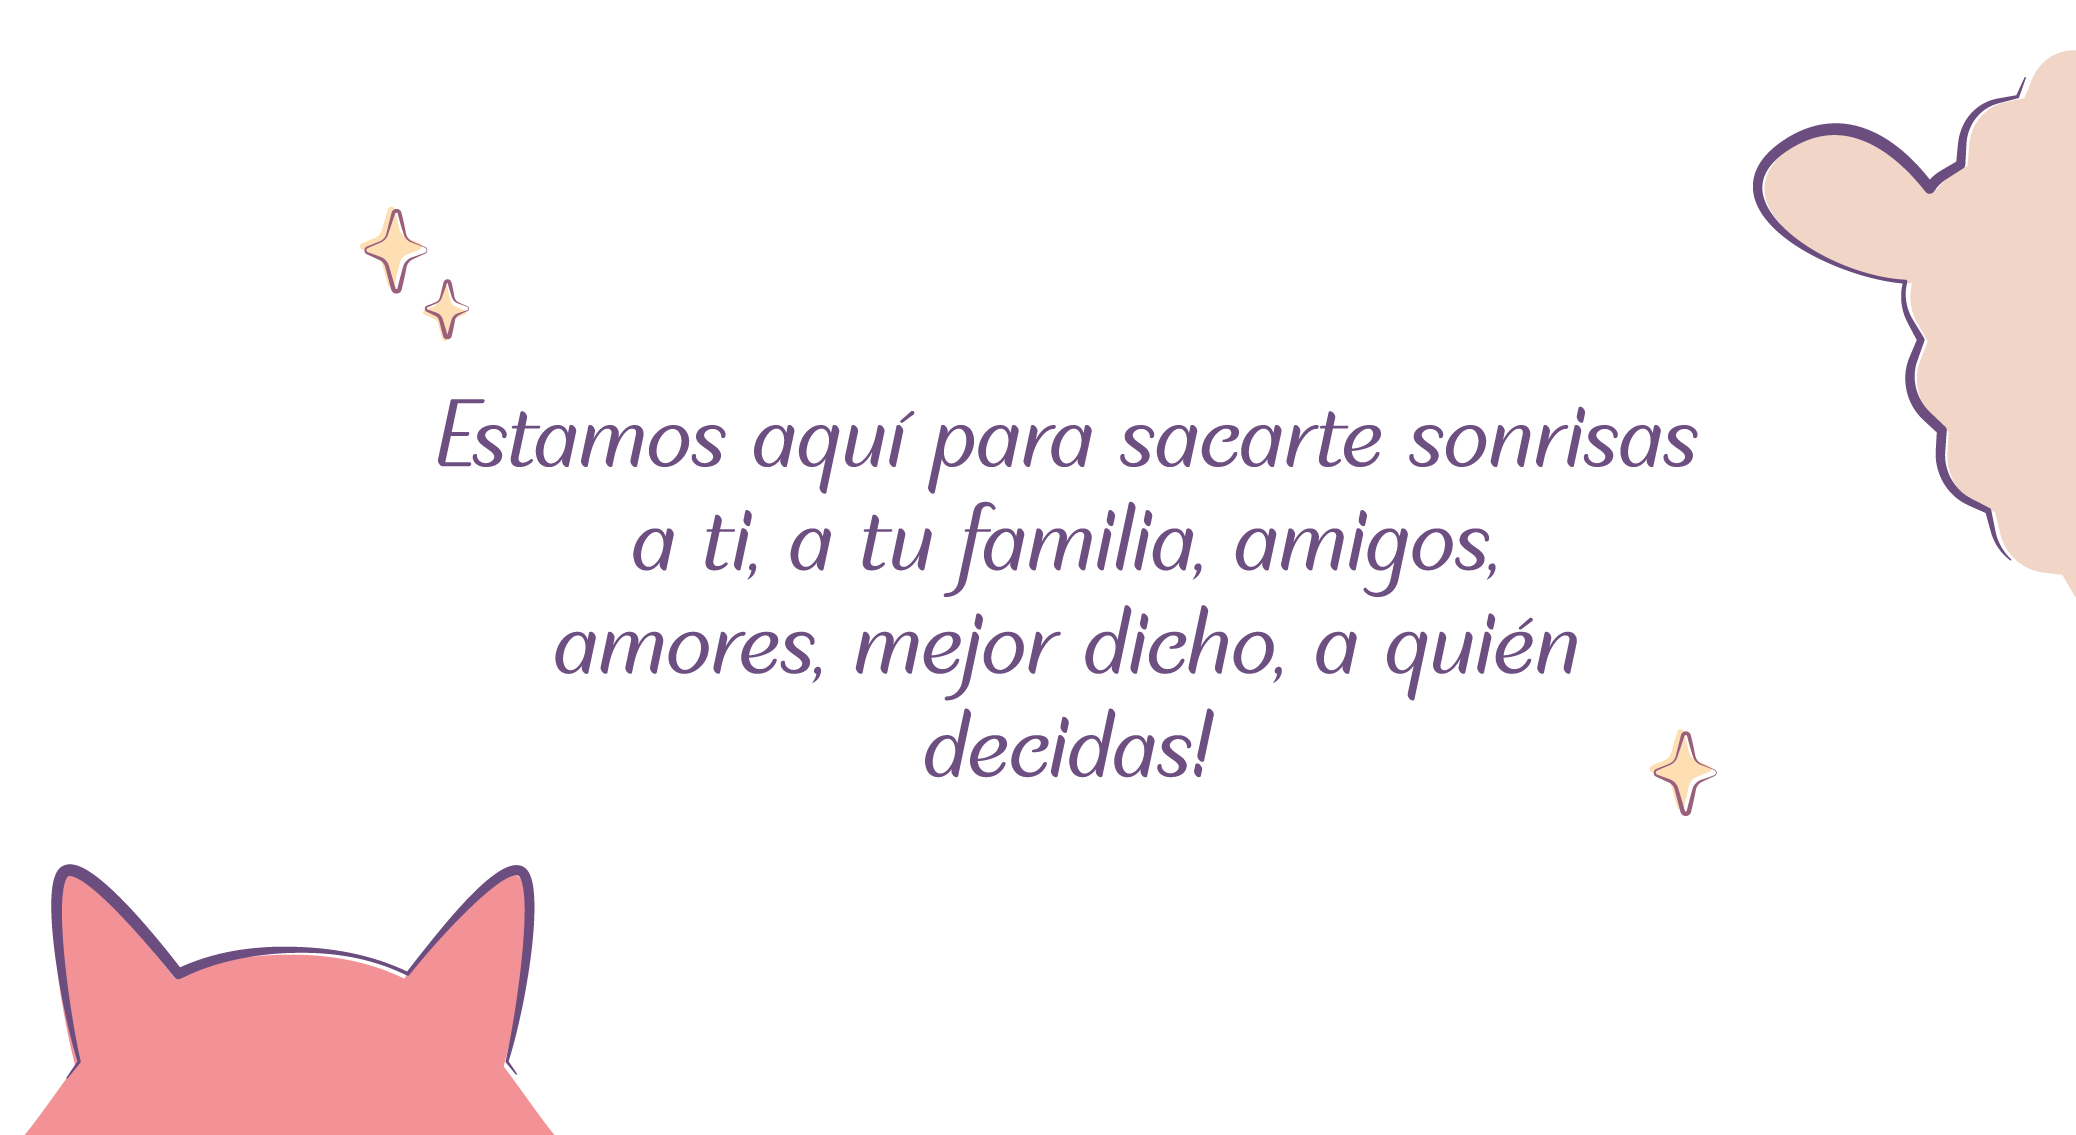 Estamos aquí para sacarte sonrisas
a ti, a tu familia, amigos,
amores, mejor dicho, a quién
decidas!